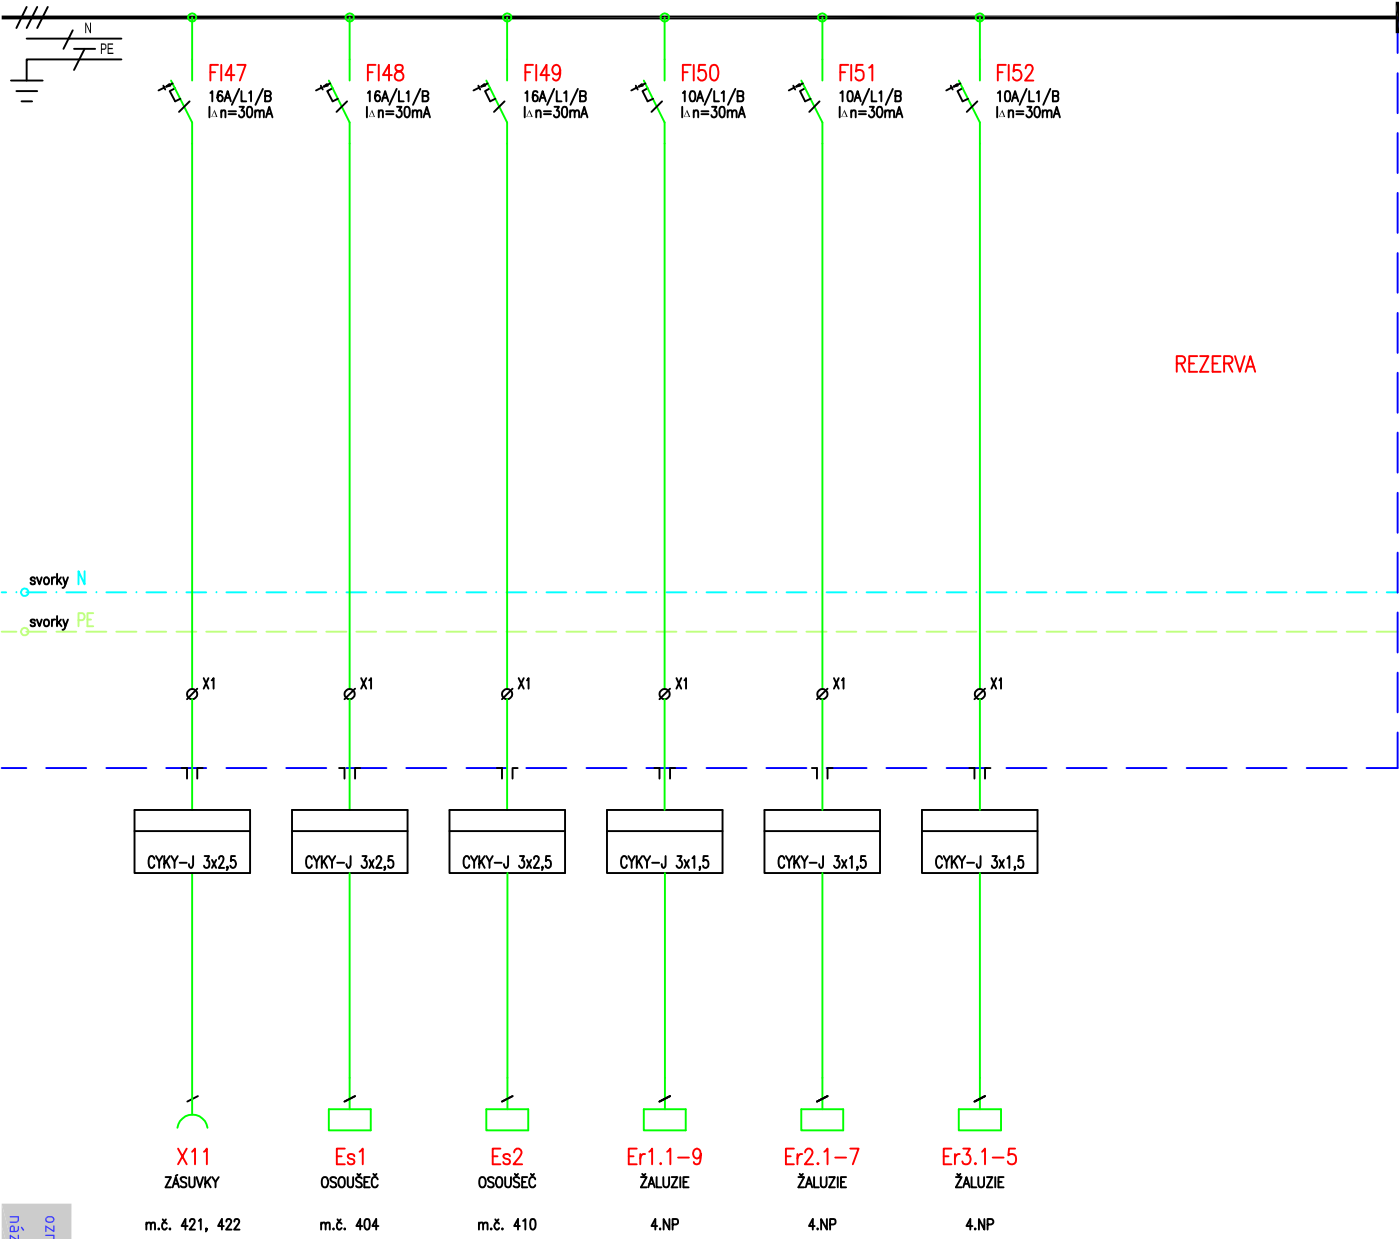 N
PE
FI47
16A/L1/B
I△n=30mA
FI48
16A/L1/B
I△n=30mA
FI49
16A/L1/B
I△n=30mA
FI50
10A/L1/B
I△n=30mA
FI51
10A/L1/B
I△n=30mA
FI52
10A/L1/B
I△n=30mA
REZERVA
svorky N
svorky PE
X1
X1
X1
X1
X1
X1
CYKY-J 3x2,5
CYKY-J 3x2,5
CYKY-J 3x2,5
CYKY-J 3x1,5
CYKY-J 3x1,5
CYKY-J 3x1,5
X11
ZÁSUVKY
m.č. 421, 422
Es1
OSOUŠEČ
m.č. 404
Es2
OSOUŠEČ
m.č. 410
Er1.1-9
ŽALUZIE
4.NP
Er2.1-7
ŽALUZIE
4.NP
Er3.1-5
ŽALUZIE
4.NP